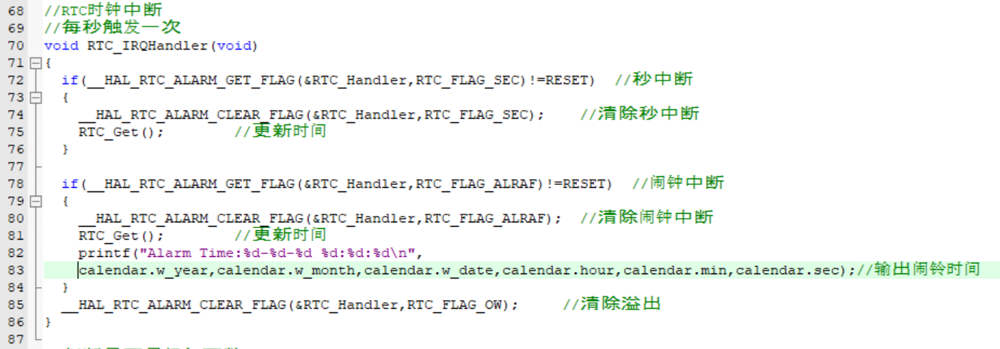 68 //RTC时钟中断
69 //每秒触发一次
70 void RTC_IRQHandler(void)
71 {
72 if(__HAL_RTC_ALARM_GET_FLAG(&RTC_Handler,RTC_FLAG_SEC)!=RESET) //秒中断
73 {
74 __HAL_RTC_ALARM_CLEAR_FLAG(&RTC_Handler,RTC_FLAG_SEC); //清除秒中断
75 RTC_Get(); //更新时间
76 }
77
78 if(__HAL_RTC_ALARM_GET_FLAG(&RTC_Handler,RTC_FLAG_ALRAF)!=RESET) //闹钟中断
79 {
80 __HAL_RTC_ALARM_CLEAR_FLAG(&RTC_Handler,RTC_FLAG_ALRAF); //清除闹钟中断
81 RTC_Get(); //更新时间
82 printf("Alarm Time:%d-%d-%d %d:%d:%d\n",
83 calendar.w_year,calendar.w_month,calendar.w_date,calendar.hour,calendar.min,calendar.sec);//输出闹铃时间
84 }
85 __HAL_RTC_ALARM_CLEAR_FLAG(&RTC_Handler,RTC_FLAG_OW); //清除溢出
86 }
87